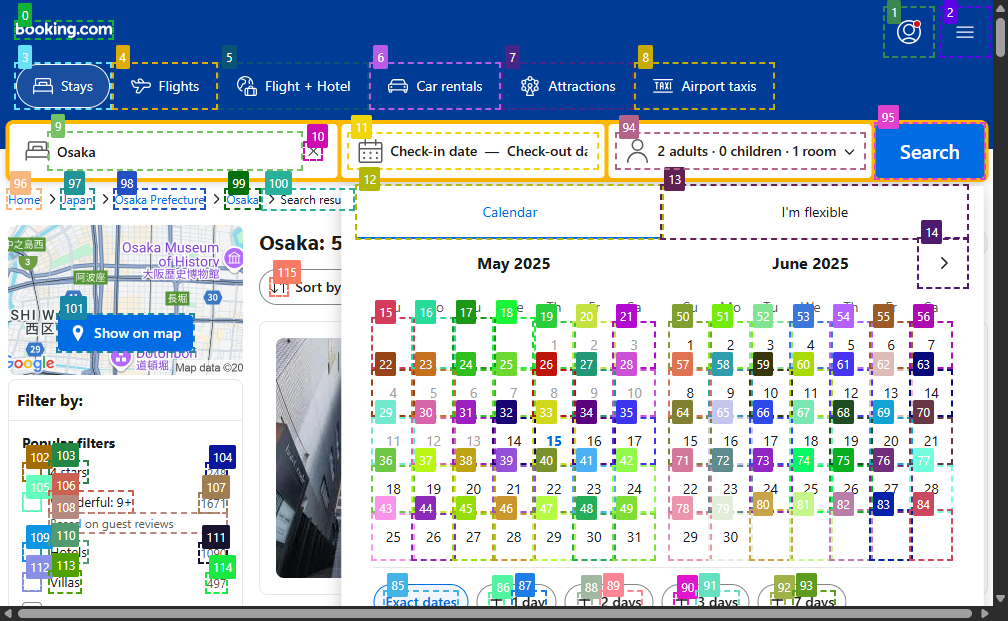 booking.com
Stays
Flights
Flight + Hotel
Car rentals
Attractions
Airport taxis
Osaka
Check-in date — Check-out da
2 adults · 0 children · 1 room
Search
Home > Japan > Osaka Prefecture > Osaka > Search resu
Calendar
I'm flexible
Osaka Museum
of History
大阪歴史博物館
中之島西
阿波座
長堀
西区
Dotonbori
道頓堀
Show on map
Google
Map data ©20
Osaka: 5
Sort by
May 2025
June 2025
1 2 3
4 5 6 7 8 9 10
11 12 13 14 15 16 17
18 19 20 21 22 23 24
25 26 27 28 29 30 31
1 2 3 4 5 6 7
8 9 10 11 12 13 14
15 16 17 18 19 20 21
22 23 24 25 26 27 28
29 30
Filter by:
Popular filters
4 stars
derful: 9+
1671
Based on guest reviews
Hotels
Villas
497
Exact dates
1 day
2 days
3 days
7 days
0
1
2
3
4
5
6
7
8
9
10
11
94
95
96
97
98
99
100
12
13
14
115
101
15
16
17
18
19
20
21
50
51
52
53
54
55
56
22
23
24
25
26
27
28
57
58
59
60
61
62
63
29
30
31
32
33
34
35
64
65
66
67
68
69
70
36
37
38
39
40
41
42
71
72
73
74
75
76
77
43
44
45
46
47
48
49
78
79
80
81
82
83
84
102
103
104
105
106
107
108
109
110
111
112
113
114
85
86
87
88
89
90
91
92
93